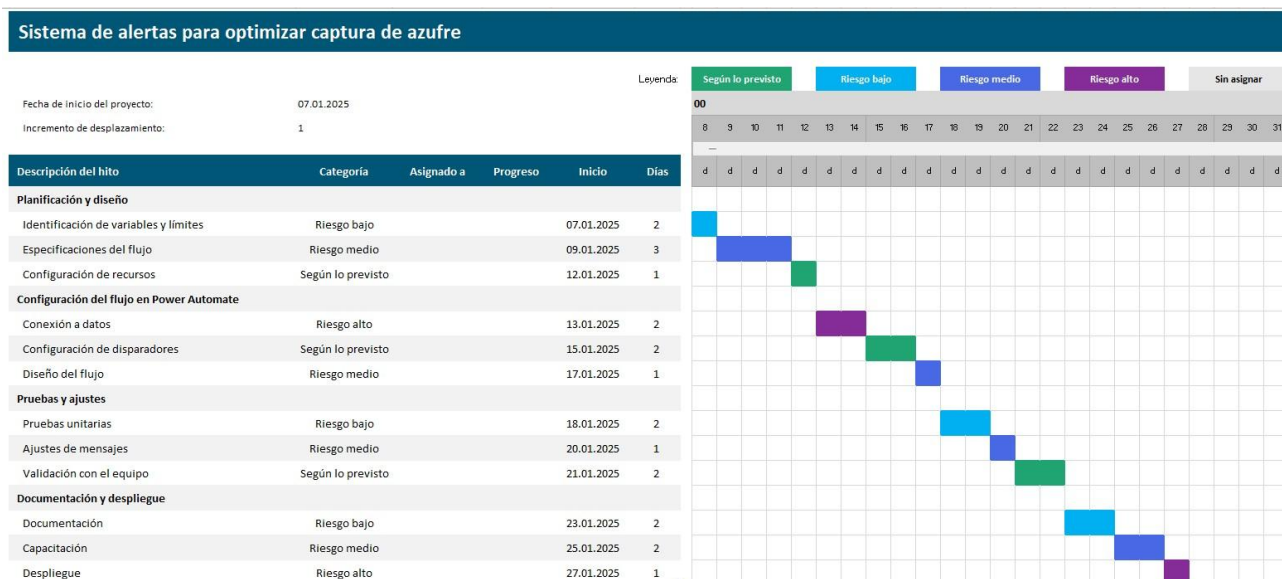 Sistema de alertas para optimizar captura de azufre
Leyenda: Según lo previsto Riesgo bajo Riesgo medio Riesgo alto Sin asignar
Fecha de inicio del proyecto: 07.01.2025 00
Incremento de desplazamiento: 1 8 9 10 11 12 13 14 15 16 17 18 19 20 21 22 23 24 25 26 27 28 29 30 31
Descripción del hito Categoría Asignado a Progreso Inicio Días d d d d d d d d d d d d d d d d d d d d d d d d
Planificación y diseño
Identificación de variables y límites Riesgo bajo 07.01.2025 2
Especificaciones del flujo Riesgo medio 09.01.2025 3
Configuración de recursos Según lo previsto 12.01.2025 1
Configuración del flujo en Power Automate
Conexión a datos Riesgo alto 13.01.2025 2
Configuración de disparadores Según lo previsto 15.01.2025 2
Diseño del flujo Riesgo medio 17.01.2025 1
Pruebas y ajustes
Pruebas unitarias Riesgo bajo 18.01.2025 2
Ajustes de mensajes Riesgo medio 20.01.2025 1
Validación con el equipo Según lo previsto 21.01.2025 2
Documentación y despliegue
Documentación Riesgo bajo 23.01.2025 2
Capacitación Riesgo medio 25.01.2025 2
Despliegue Riesgo alto 27.01.2025 1